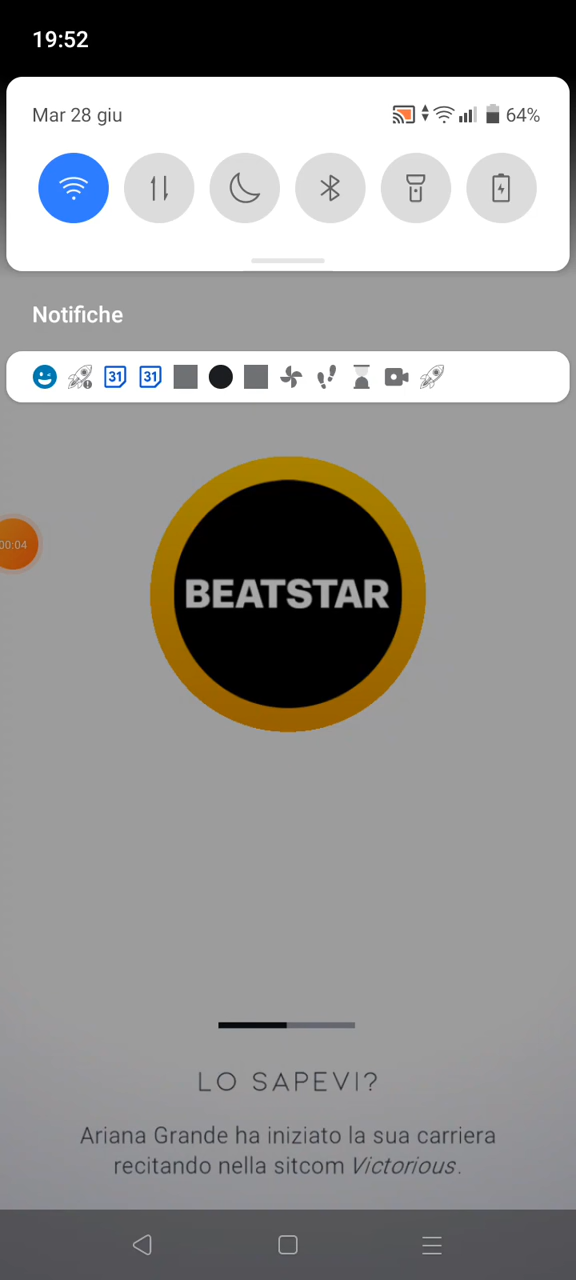 19:52
Mar 28 giu
64%
Notifiche
31 31
00:04
BEATSTAR
LO SAPEVI?
Ariana Grande ha iniziato la sua carriera
recitando nella sitcom Victorious.